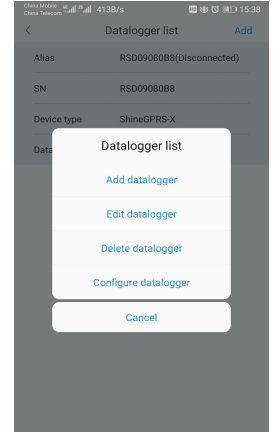 China Mobile
China Telecom 413B/s 15:38
Datalogger list Add
Alias RSD09080B8(Disconnected)
SN RSD09080B8
Device type ShineGPRS-X
Data
Datalogger list
Add datalogger
Edit datalogger
Delete datalogger
Configure datalogger
Cancel